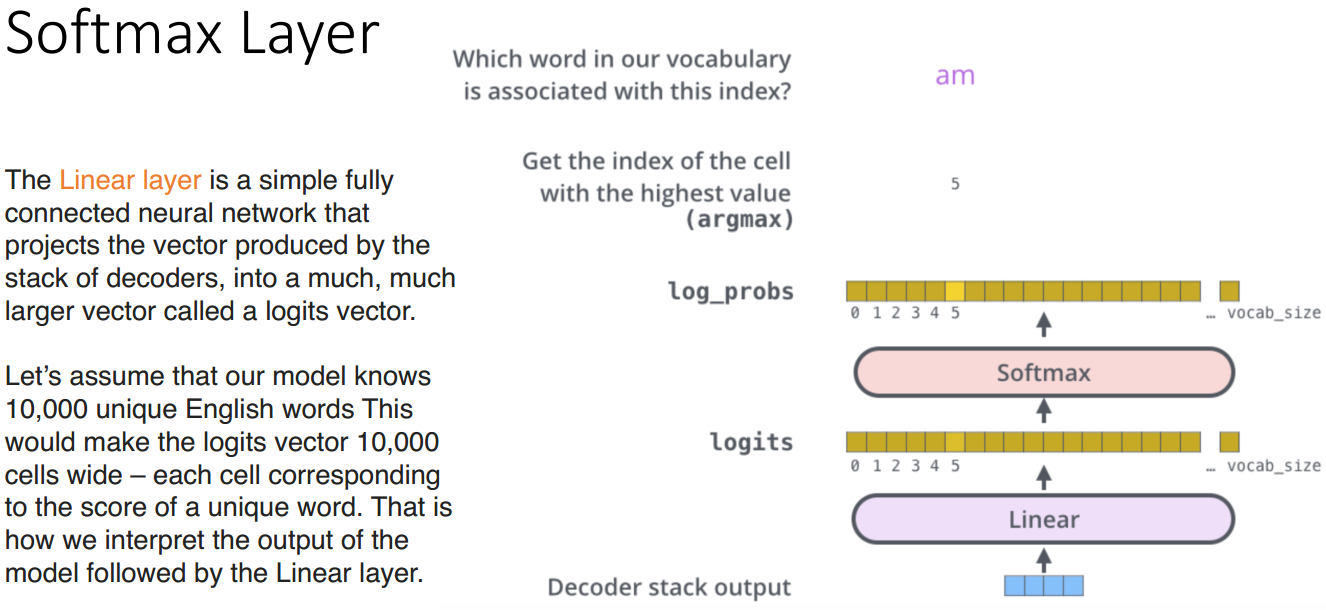 Softmax Layer
The Linear layer is a simple fully
connected neural network that
projects the vector produced by the
stack of decoders, into a much, much
larger vector called a logits vector.
Let’s assume that our model knows
10,000 unique English words This
would make the logits vector 10,000
cells wide – each cell corresponding
to the score of a unique word. That is
how we interpret the output of the
model followed by the Linear layer.
Which word in our vocabulary
is associated with this index?
am
Get the index of the cell
with the highest value
(argmax)
5
log_probs
0 1 2 3 4 5 … vocab_size
Softmax
logits
0 1 2 3 4 5 … vocab_size
Linear
Decoder stack output